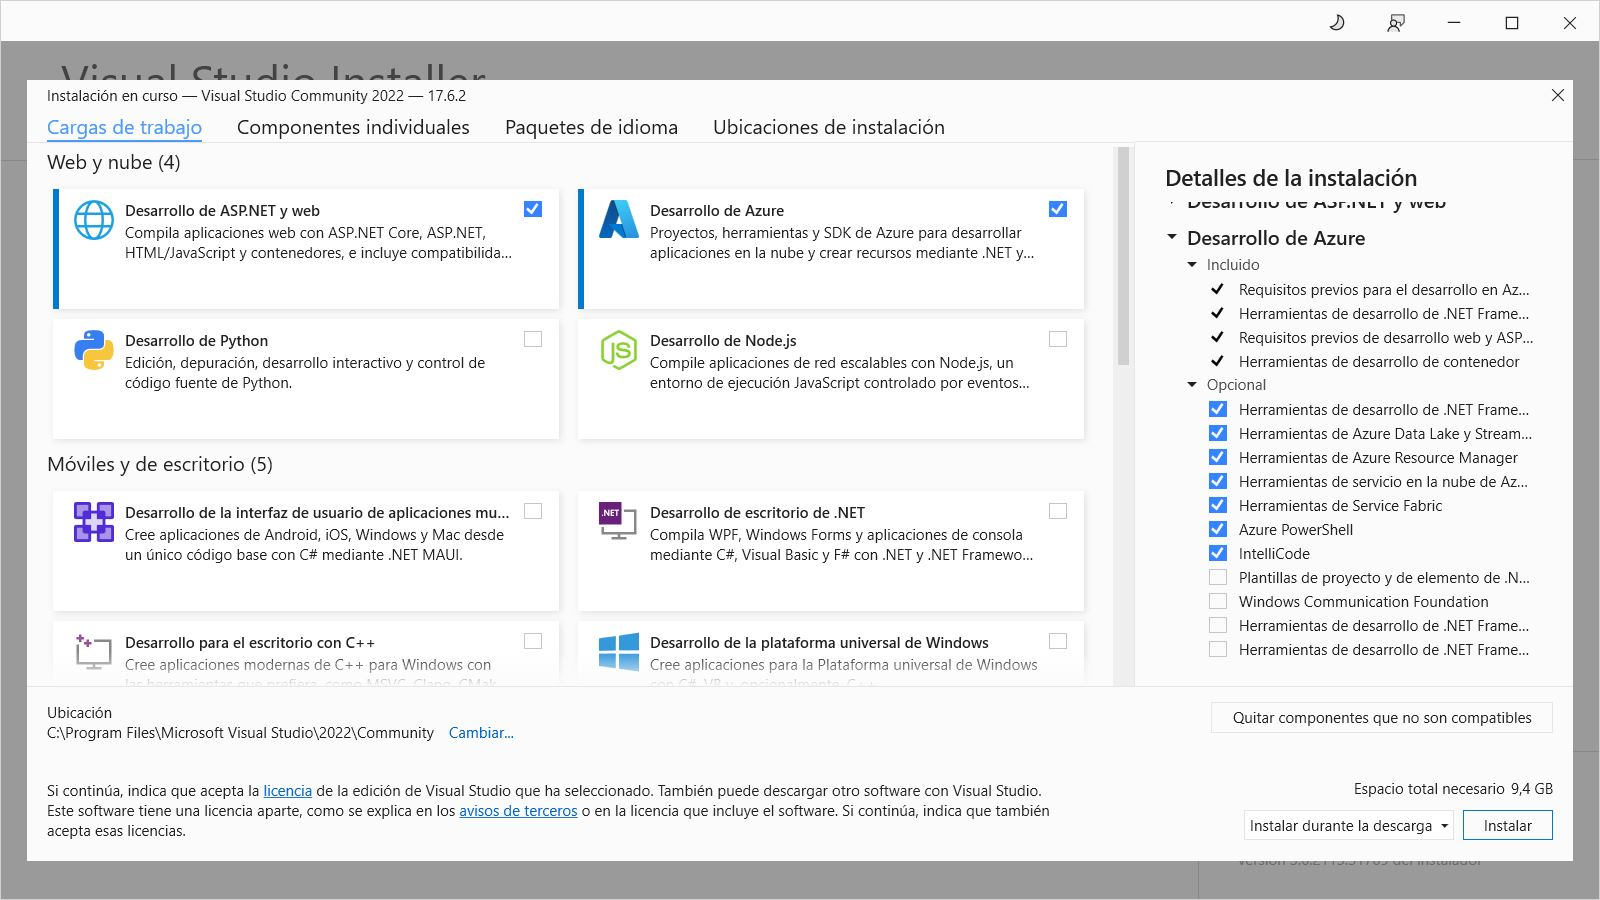 Visual Studio Installer
Instalación en curso — Visual Studio Community 2022 — 17.6.2
Cargas de trabajo
Componentes individuales
Paquetes de idioma
Ubicaciones de instalación
Web y nube (4)
Desarrollo de ASP.NET y web
Compila aplicaciones web con ASP.NET Core, ASP.NET,
HTML/JavaScript y contenedores, e incluye compatibilida...
Desarrollo de Azure
Proyectos, herramientas y SDK de Azure para desarrollar
aplicaciones en la nube y crear recursos mediante .NET y...
Desarrollo de Python
Edición, depuración, desarrollo interactivo y control de
código fuente de Python.
JS
Desarrollo de Node.js
Compile aplicaciones de red escalables con Node.js, un
entorno de ejecución JavaScript controlado por eventos...
Móviles y de escritorio (5)
Desarrollo de la interfaz de usuario de aplicaciones mu...
Cree aplicaciones de Android, iOS, Windows y Mac desde
un único código base con C# mediante .NET MAUI.
.NET
Desarrollo de escritorio de .NET
Compila WPF, Windows Forms y aplicaciones de consola
mediante C#, Visual Basic y F# con .NET y .NET Framewo...
Desarrollo para el escritorio con C++
Cree aplicaciones modernas de C++ para Windows con
las herramientas que prefiera, como MSVC, Clang, CMak
Desarrollo de la plataforma universal de Windows
Cree aplicaciones para la Plataforma universal de Windows
con C#, VB y, opcionalmente, C++.
Detalles de la instalación
Desarrollo de ASP.NET y web
Desarrollo de Azure
Incluido
Requisitos previos para el desarrollo en Az...
Herramientas de desarrollo de .NET Frame...
Requisitos previos de desarrollo web y ASP...
Herramientas de desarrollo de contenedor
Opcional
Herramientas de desarrollo de .NET Frame...
Herramientas de Azure Data Lake y Stream...
Herramientas de Azure Resource Manager
Herramientas de servicio en la nube de Az...
Herramientas de Service Fabric
Azure PowerShell
IntelliCode
Plantillas de proyecto y de elemento de .N...
Windows Communication Foundation
Herramientas de desarrollo de .NET Frame...
Herramientas de desarrollo de .NET Frame...
Ubicación
C:\Program Files\Microsoft Visual Studio\2022\Community Cambiar...
Quitar componentes que no son compatibles
Si continúa, indica que acepta la licencia de la edición de Visual Studio que ha seleccionado. También puede descargar otro software con Visual Studio.
Este software tiene una licencia aparte, como se explica en los avisos de terceros o en la licencia que incluye el software. Si continúa, indica que también
acepta esas licencias.
Espacio total necesario 9,4 GB
Instalar durante la descarga
Instalar
del instalador